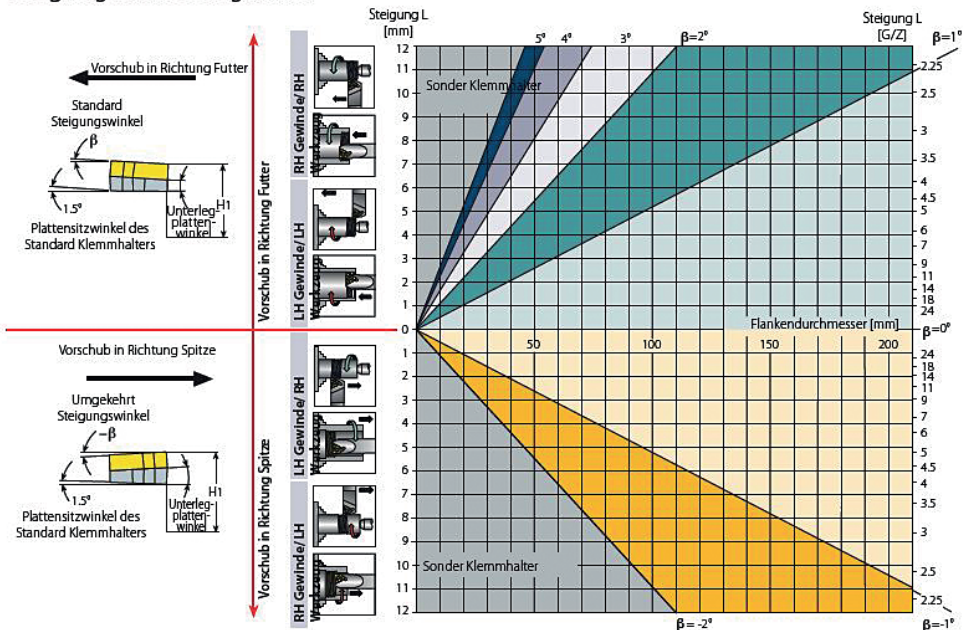 Steigung L
[mm]
Steigung L
[G/Z]
5°
4°
3°
β=2°
β=1°
Vorschub in Richtung Futter
Standard
Steigungswinkel
β
1.5°
H1
Unterleg-
platten-
winkel
Plattensitzwinkel des
Standard Klemmhalters
Vorschub in Richtung Futter
RH Gewinde/ RH
Werkzeug
LH Gewinde/ LH
Werkzeug
12
11
10
9
8
7
6
5
4
3
2
1
0
Sonder Klemmhalter
2.25
2.5
3
3.5
4
4.5
5
6
7
9
11
14
18
24
Flankendurchmesser [mm]
β=0°
50
100
150
200
Vorschub in Richtung Spitze
Umgekehrt
Steigungswinkel
-β
1.5°
H1
Unterleg-
platten-
winkel
Plattensitzwinkel des
Standard Klemmhalters
Vorschub in Richtung Spitze
LH Gewinde/ RH
Werkzeug
RH Gewinde/ LH
Werkzeug
1
2
3
4
5
6
7
8
9
10
11
12
Sonder Klemmhalter
24
18
14
11
9
7
6
5
4.5
4
3.5
3
2.5
2.25
β= -2°
β=-1°